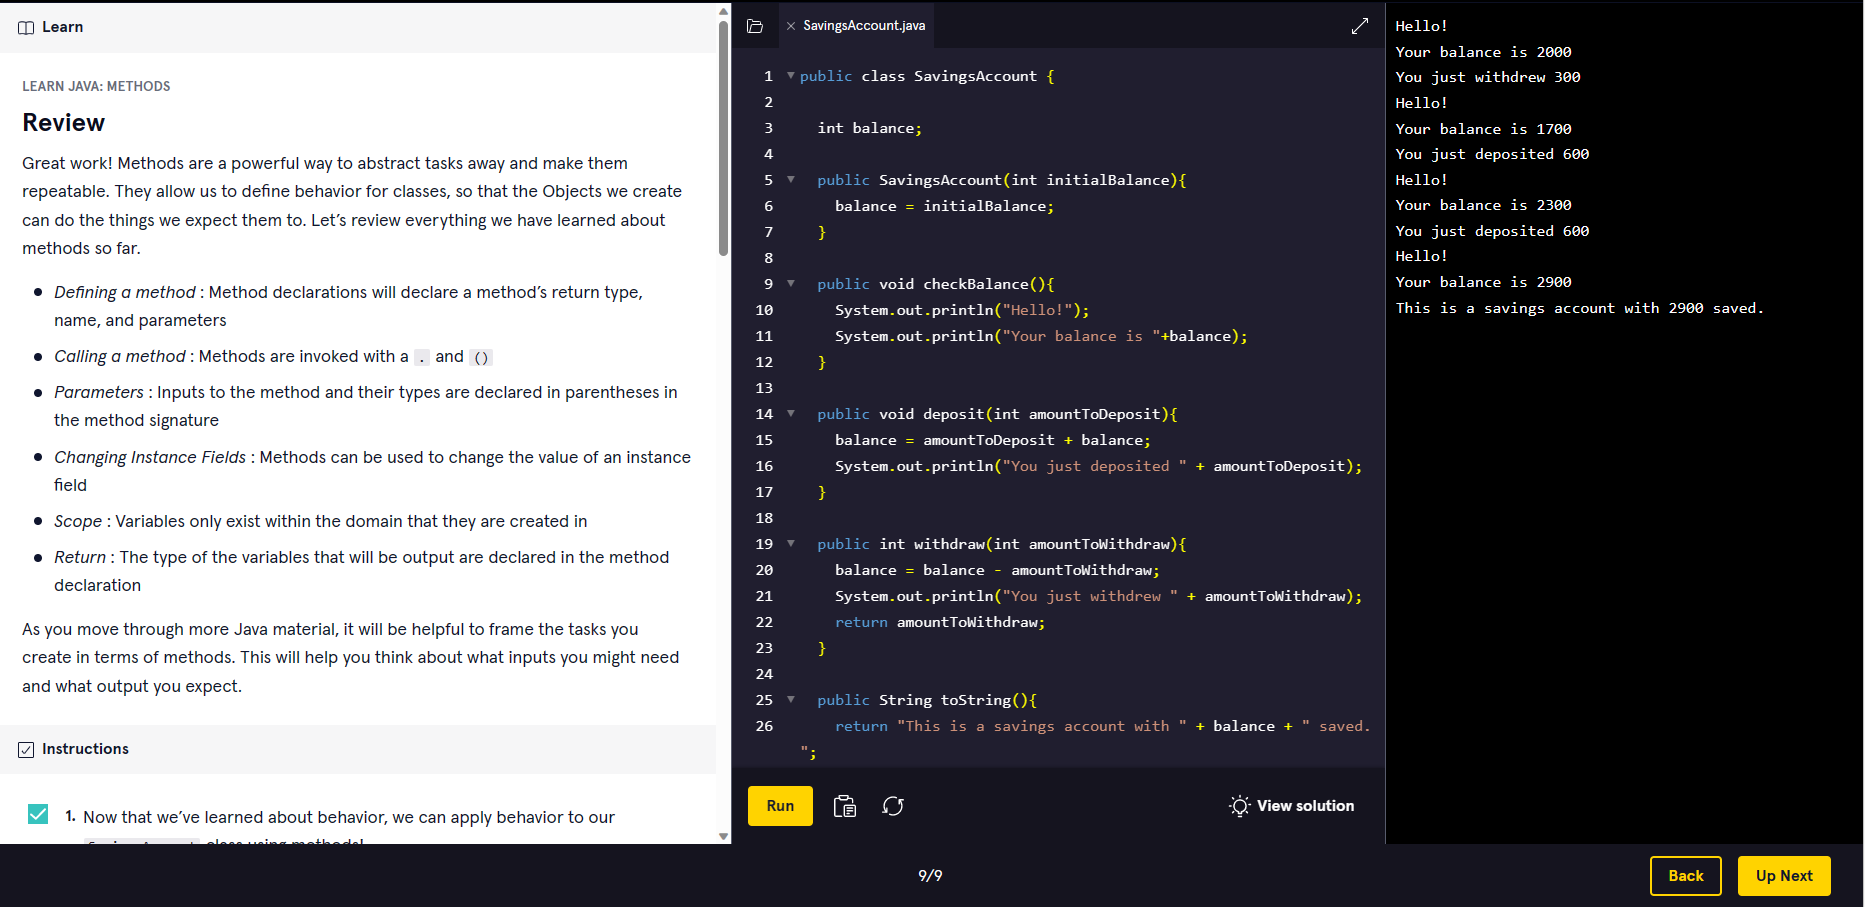 Learn
LEARN JAVA: METHODS
Review
Great work! Methods are a powerful way to abstract tasks away and make them
repeatable. They allow us to define behavior for classes, so that the Objects we create
can do the things we expect them to. Let’s review everything we have learned about
methods so far.
Defining a method : Method declarations will declare a method’s return type,
name, and parameters
Calling a method : Methods are invoked with a . and ()
Parameters : Inputs to the method and their types are declared in parentheses in
the method signature
Changing Instance Fields : Methods can be used to change the value of an instance
field
Scope : Variables only exist within the domain that they are created in
Return : The type of the variables that will be output are declared in the method
declaration
As you move through more Java material, it will be helpful to frame the tasks you
create in terms of methods. This will help you think about what inputs you might need
and what output you expect.
Instructions
1. Now that we’ve learned about behavior, we can apply behavior to our
class using methods!
SavingsAccount.java
1 public class SavingsAccount {
2
3 int balance;
4
5 public SavingsAccount(int initialBalance){
6 balance = initialBalance;
7 }
8
9 public void checkBalance(){
10 System.out.println("Hello!");
11 System.out.println("Your balance is "+balance);
12 }
13
14 public void deposit(int amountToDeposit){
15 balance = amountToDeposit + balance;
16 System.out.println("You just deposited " + amountToDeposit);
17 }
18
19 public int withdraw(int amountToWithdraw){
20 balance = balance - amountToWithdraw;
21 System.out.println("You just withdrew " + amountToWithdraw);
22 return amountToWithdraw;
23 }
24
25 public String toString(){
26 return "This is a savings account with " + balance + " saved.
";
Run
View solution
Hello!
Your balance is 2000
You just withdrew 300
Hello!
Your balance is 1700
You just deposited 600
Hello!
Your balance is 2300
You just deposited 600
Hello!
Your balance is 2900
This is a savings account with 2900 saved.
9/9
Back
Up Next